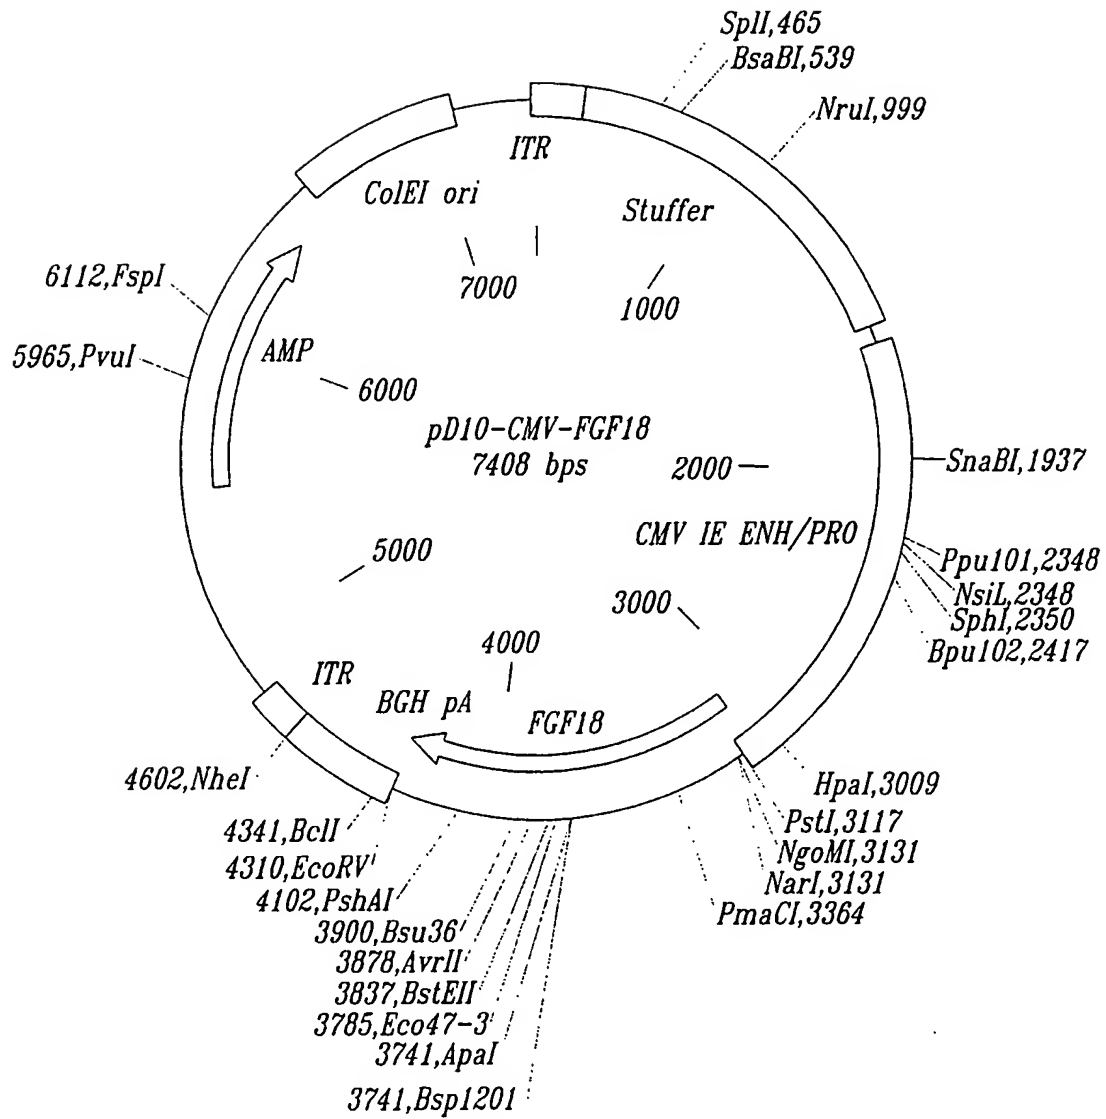 SplI,465
BsaBI,539
NruI,999
ITR
ColEI ori
Stuffer
7000
1000
6112,FspI
5965,PvuI
AMP
6000
pD10-CMV-FGF18
7408 bps
2000
SnaBI,1937
CMV IE ENH/PRO
5000
Ppu101,2348
NsiL,2348
SphI,2350
Bpu102,2417
3000
4000
ITR
BGH pA
FGF18
4602,NheI
HpaI,3009
PstI,3117
NgoMI,3131
NarI,3131
PmaCI,3364
4341,BclI
4310,EcoRV
4102,PshAI
3900,Bsu36
3878,AvrII
3837,BstEII
3785,Eco47-3
3741,ApaI
3741,Bsp1201